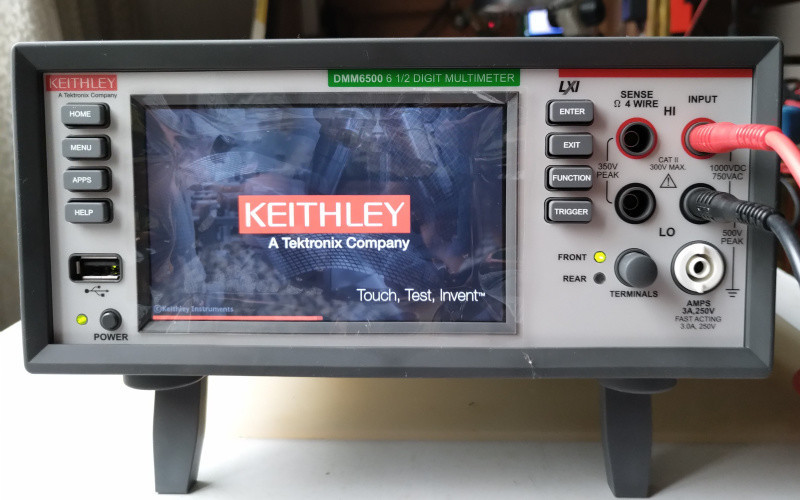 KEITHLEY
A Tektronix Company
DMM6500 6 1/2 DIGIT MULTIMETER
LXI
HOME
MENU
APPS
HELP
POWER
KEITHLEY
A Tektronix Company
Touch, Test, Invent™
©Keithley Instruments
ENTER
EXIT
FUNCTION
TRIGGER
SENSE
Ω 4 WIRE
HI
INPUT
350V
PEAK
CAT II
300V MAX.
1000VDC
750VAC
LO
500V
PEAK
FRONT
REAR
TERMINALS
AMPS
3A,250V
FAST ACTING
3.0A, 250V